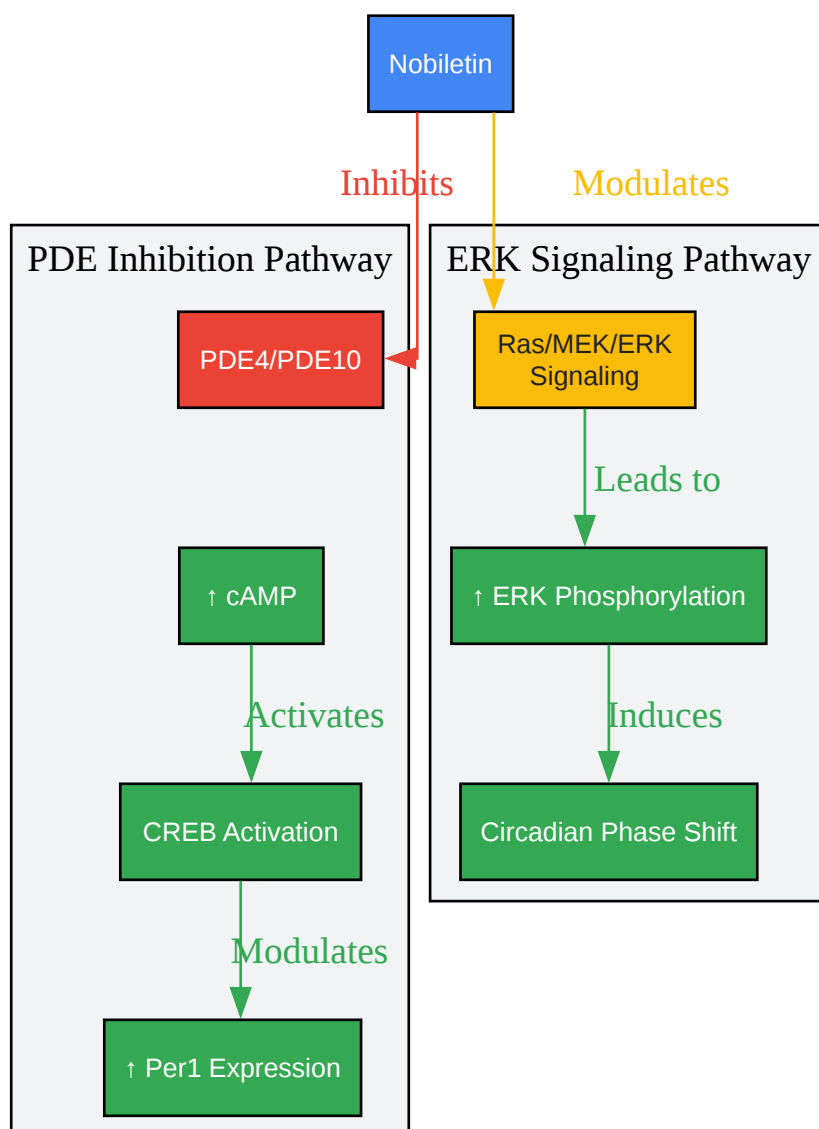 Nobiletin
Inhibits
Modulates
PDE Inhibition Pathway
ERK Signaling Pathway
PDE4/PDE10
Ras/MEK/ERK
Signaling
Leads to
↑ cAMP
↑ ERK Phosphorylation
Activates
Induces
CREB Activation
Circadian Phase Shift
Modulates
↑ Per1 Expression